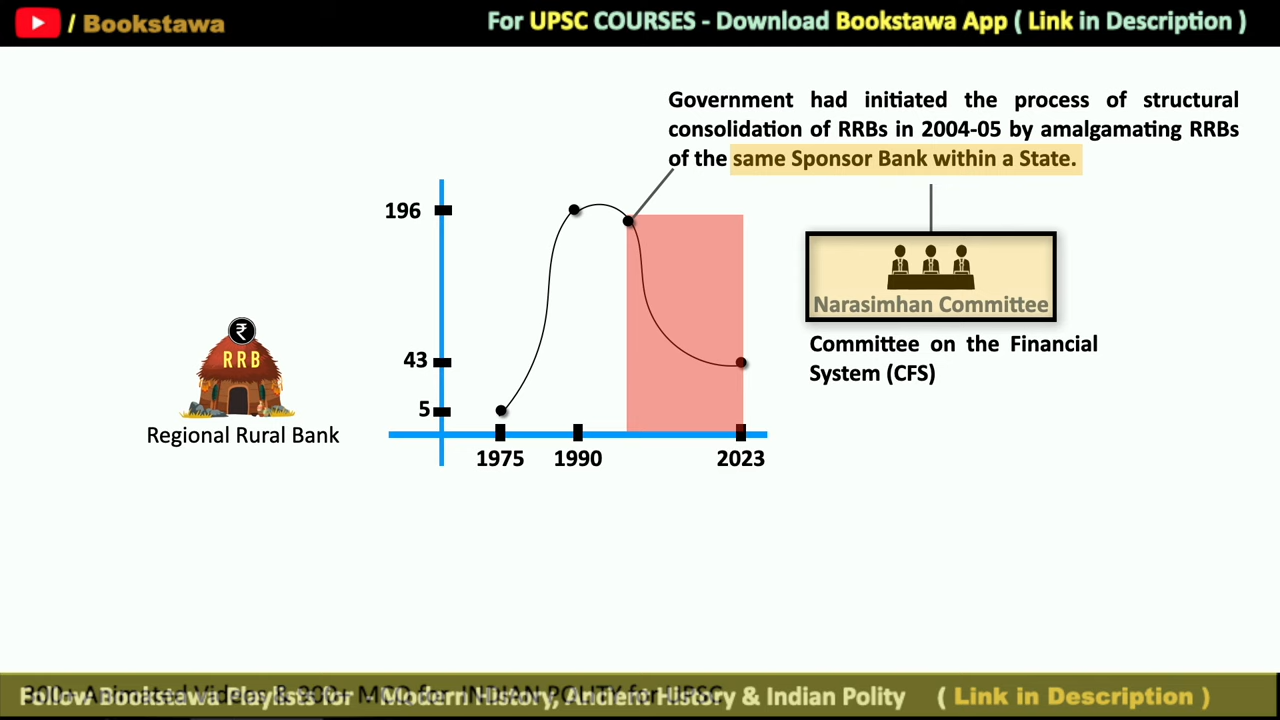 / Bookstawa
For UPSC COURSES - Download Bookstawa App ( Link in Description )
Government had initiated the process of structural
consolidation of RRBs in 2004-05 by amalgamating RRBs
of the same Sponsor Bank within a State.
196
43
5
1975
1990
2023
₹
RRB
Regional Rural Bank
Narasimhan Committee
Committee on the Financial
System (CFS)
Follow Bookstawa Playlists for - Modern History, Ancient History & Indian Polity ( Link in Description )